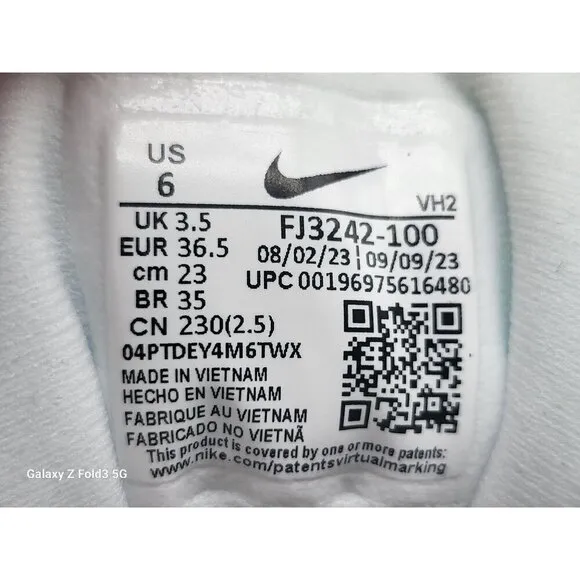 US
6
VH2
UK 3.5
EUR 36.5
cm 23
BR 35
CN 230(2.5)
FJ3242-100
08/02/23 | 09/09/23
UPC 00196975616480
04PTDEY4M6TWX
MADE IN VIETNAM
HECHO EN VIETNAM
FABRIQUE AU VIETNAM
FABRICADO NO VIETNÃ
This product is covered by one or more patents:
www.nike.com/patentsvirtualmarking
Galaxy Z Fold3 5G